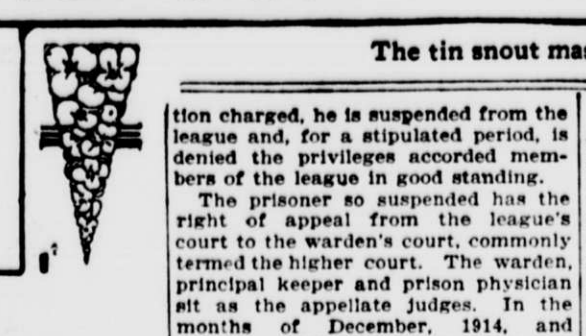 The tin snout
tion charged, he is suspended from the
league and, for a stipulated period, is
denied the privileges accorded mem-
bers of the league in good standing.
The prisoner so suspended has the
right of appeal from the league's
court to the warden's court, commonly
termed the higher court. The warden,
principal keeper and prison physician
sit as the appellate judges. In the
months of December, 1914, and